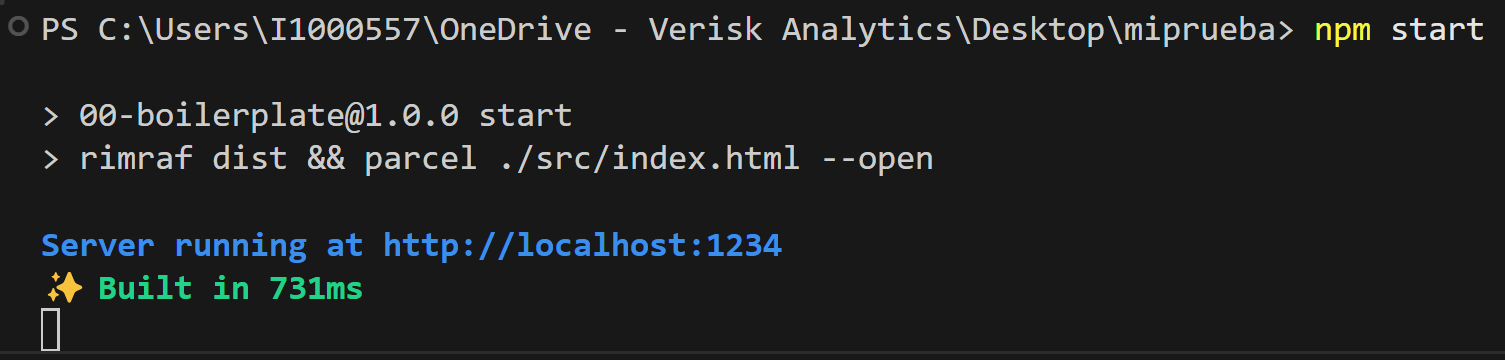 PS C:\Users\I1000557\OneDrive - Verisk Analytics\Desktop\miprueba> npm start
> 00-boilerplate@1.0.0 start
> rimraf dist && parcel ./src/index.html --open
Server running at http://localhost:1234
✨ Built in 731ms